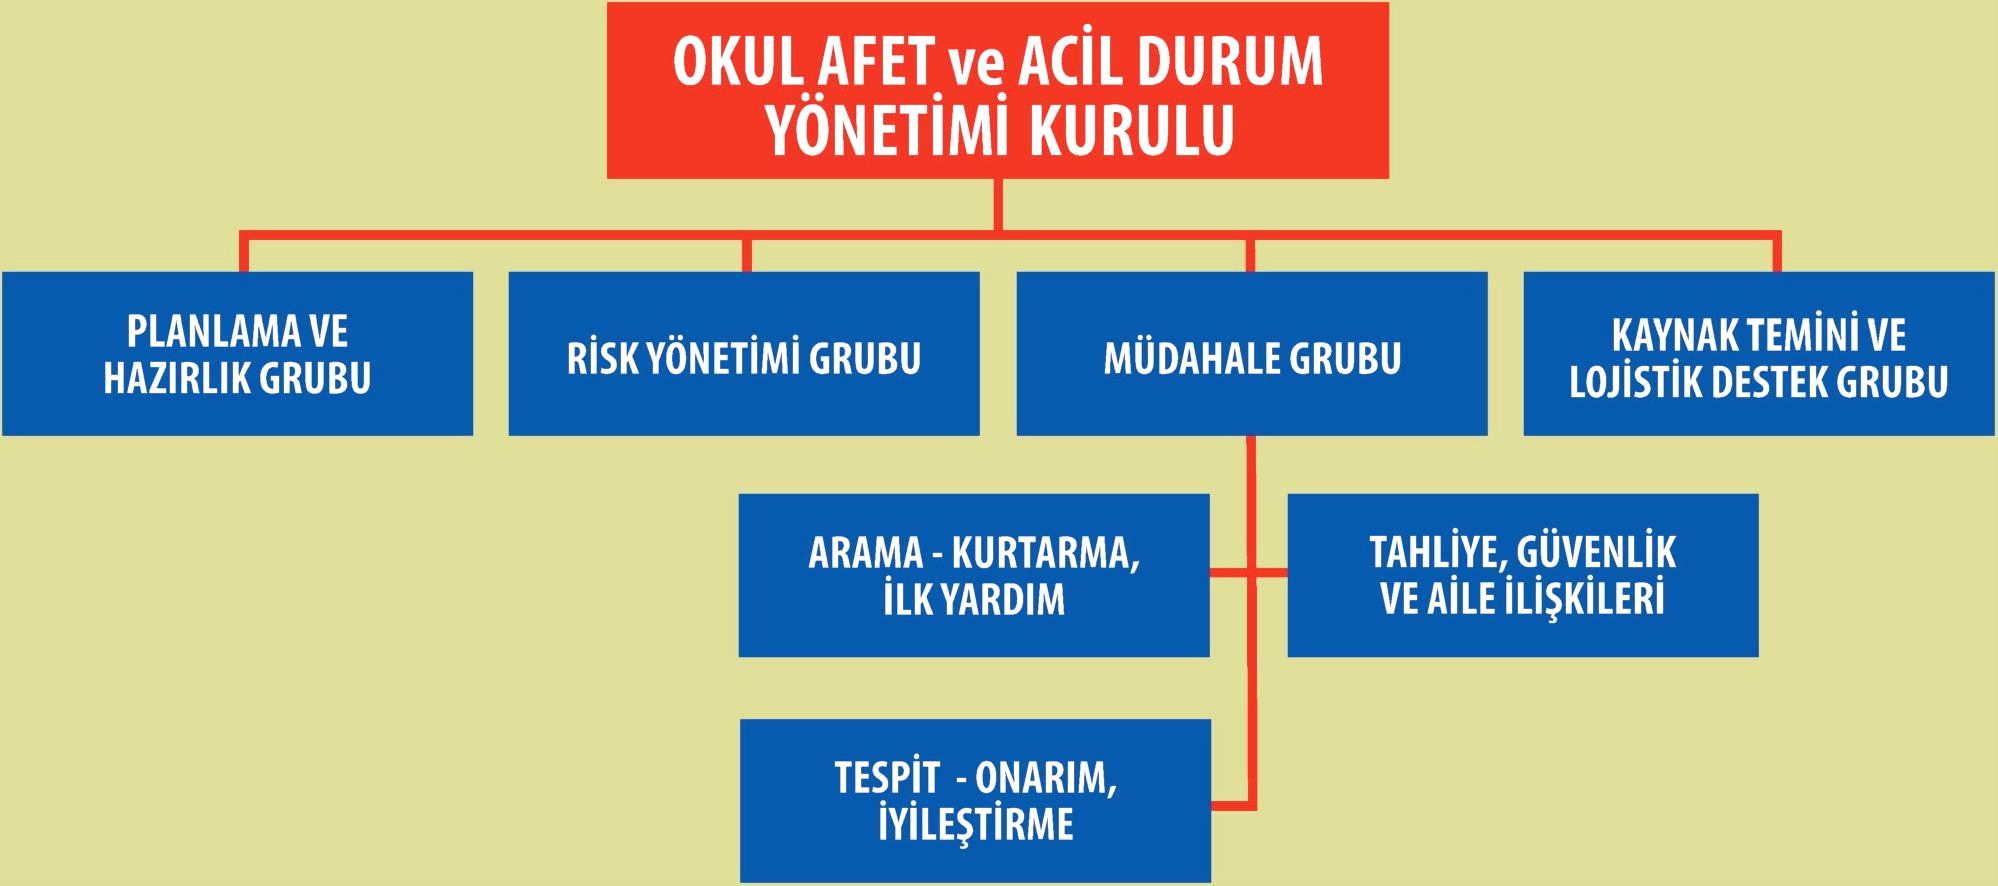 OKUL AFET ve ACİL DURUM
YÖNETİMİ KURULU
PLANLAMA VE
HAZIRLIK GRUBU
RİSK YÖNETİMİ GRUBU
MÜDAHALE GRUBU
KAYNAK TEMİNİ VE
LOJİSTİK DESTEK GRUBU
ARAMA - KURTARMA,
İLK YARDIM
TAHLİYE, GÜVENLİK
VE AİLE İLİŞKİLERİ
TESPİT - ONARIM,
İYİLEŞTİRME